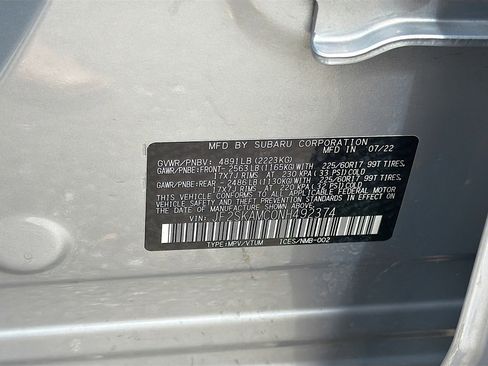 MFD BY SUBARU CORPORATION 07/22
GVWR/PNBV: 4891LB(2223KG)
GAWR/PNBE:FRONT- 2563LB(1165KG)WITH 225/60R17 99T TIRES,
17X7J RIMS AT 230 KPA (33 PSI)COLD
GAWR/PNBE:REAR - 2486LB(1130KG)WITH 225/60R17 99T TIRES,
17X7J RIMS AT 220 KPA(32 PSI)COLD
THIS VEHICLE CONFORMS TO ALL APPLICABLE FEDERAL MOTOR
VEHICLE SAFETY AND THEFT PREVENTION STANDARDS IN EFFECT
ON THE DATE OF MANUFACTURE SHOWN ABOVE.
VIN: JF2SKAMC0NH492374
TYPE:MPV/VTUM ICES/NMB-002